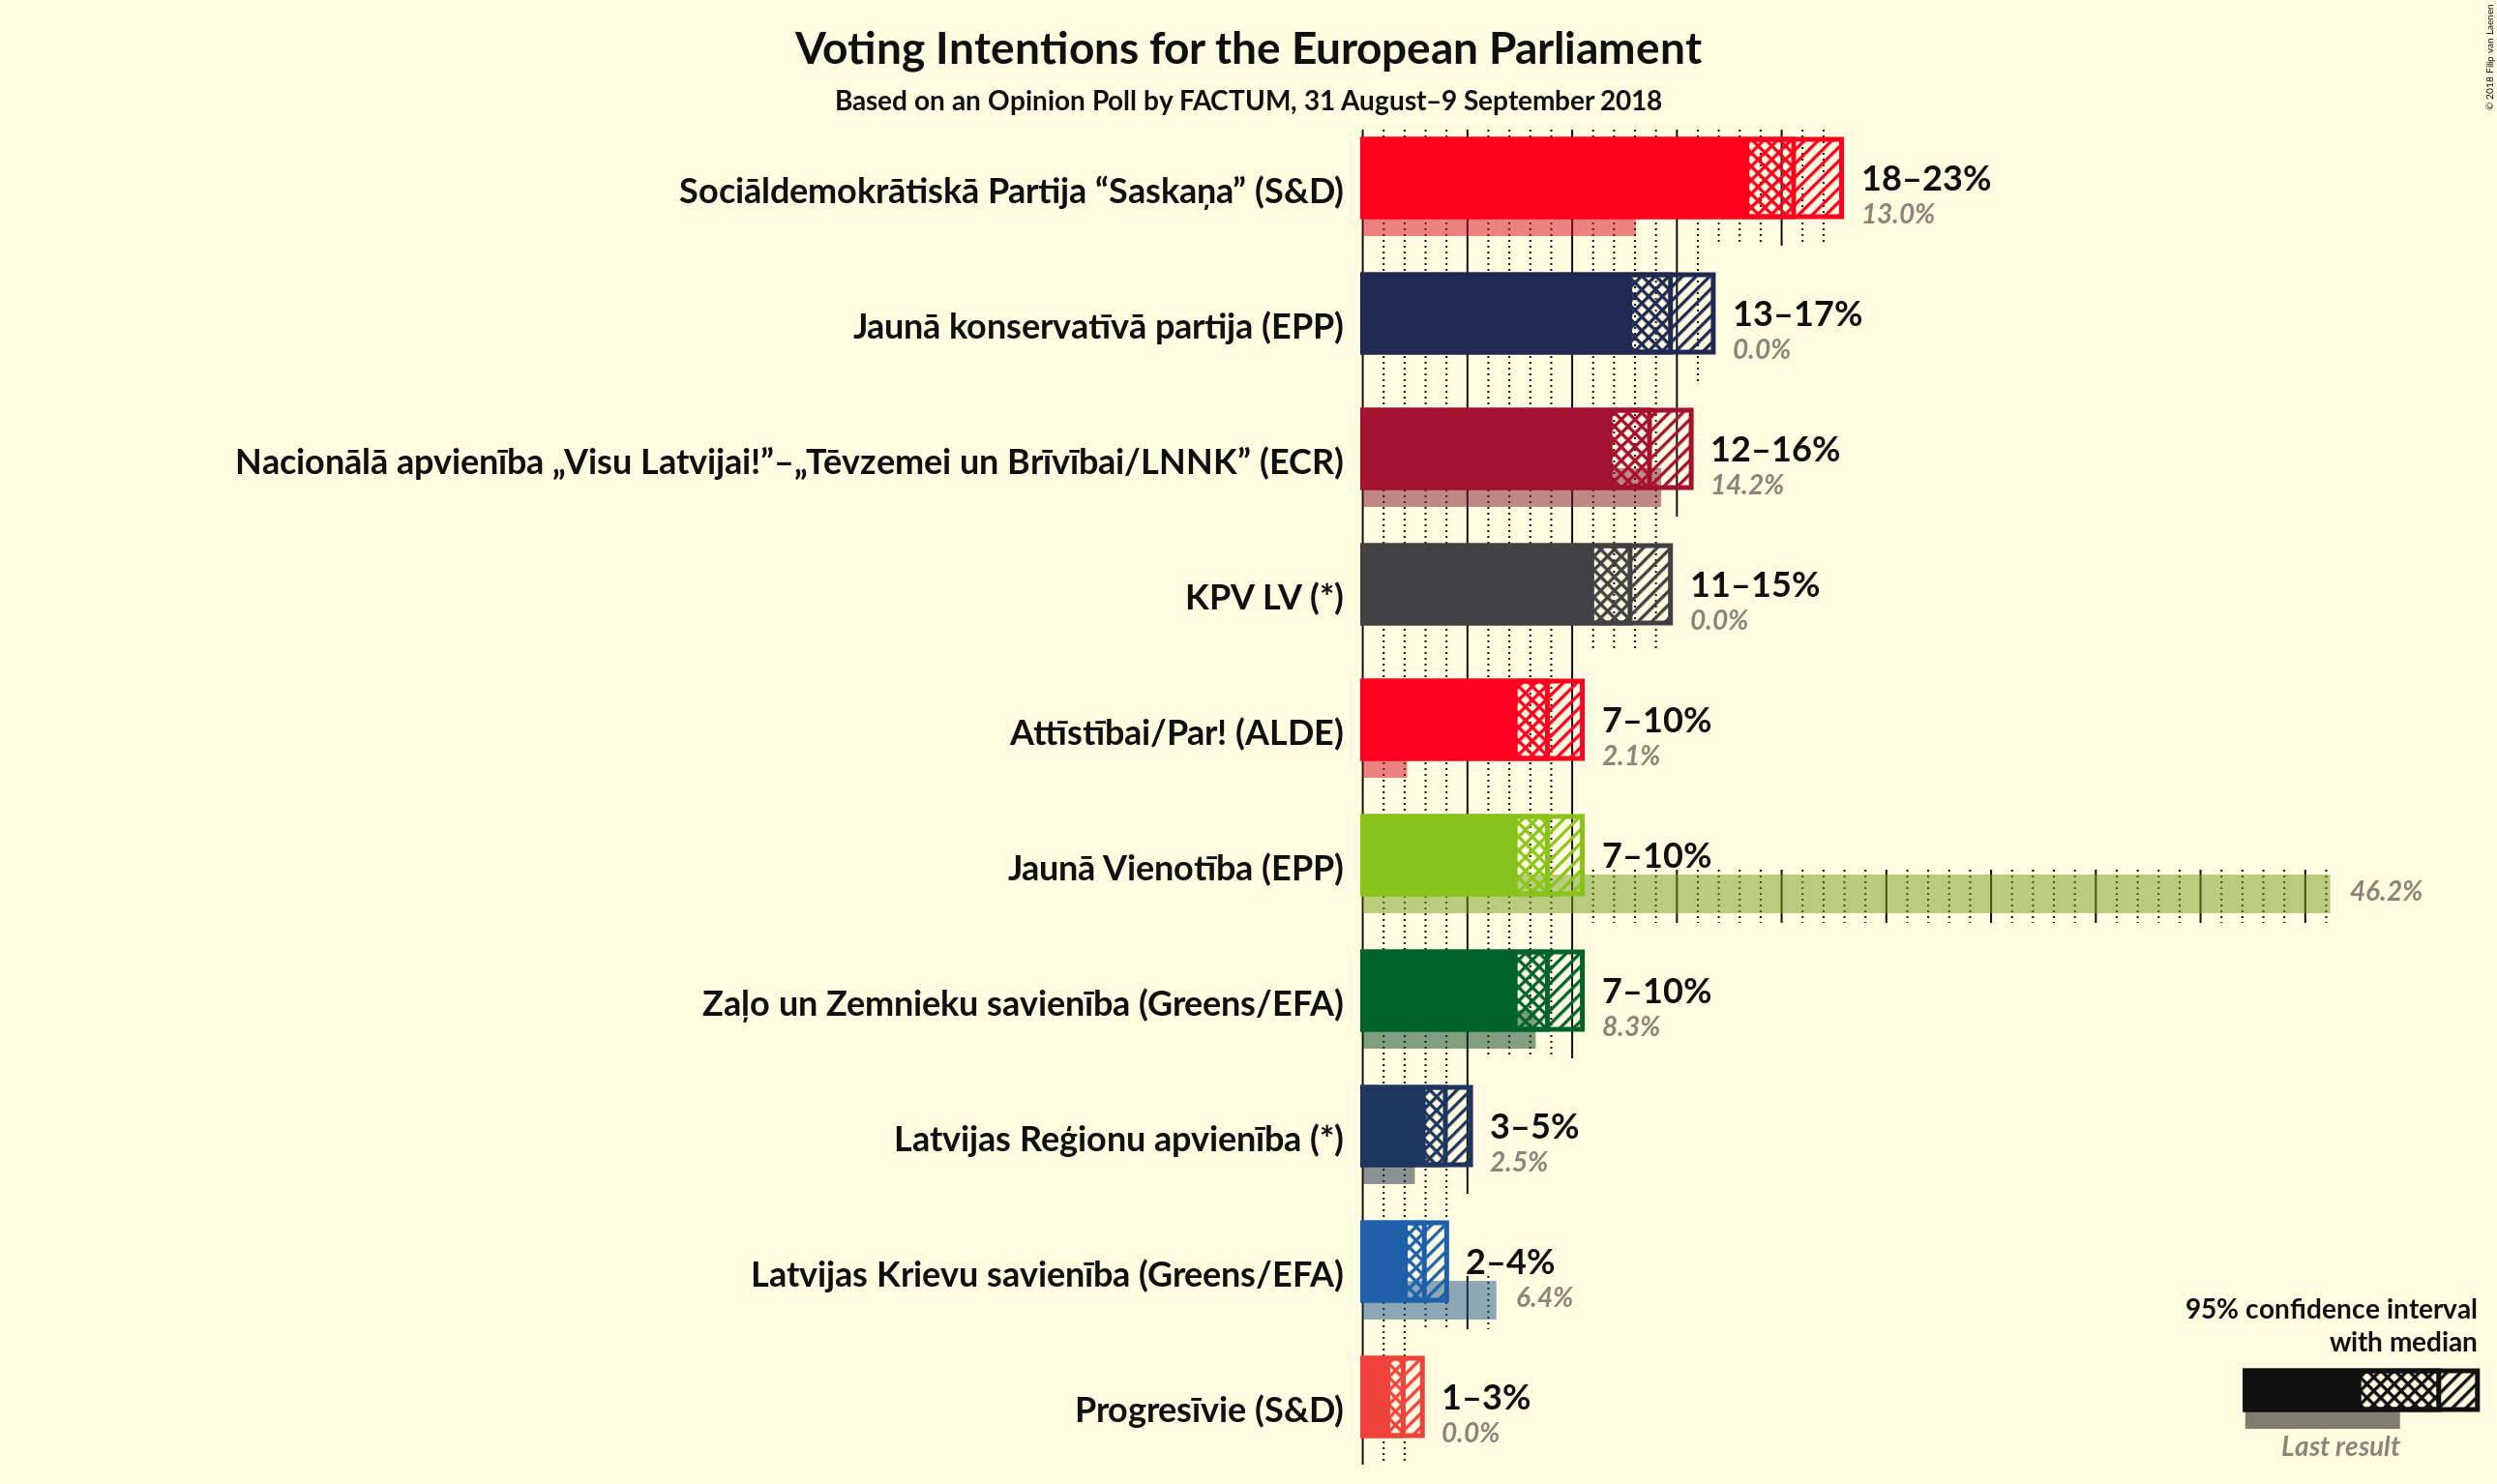 Voting Intentions for the European Parliament
Based on an Opinion Poll by FACTUM, 31 August–9 September 2018
© 2018 Filip van Laenen
Sociāldemokrātiskā Partija “Saskaņa” (S&D)
18–23%
13.0%
Jaunā konservatīvā partija (EPP)
13–17%
0.0%
Nacionālā apvienība „Visu Latvijai!”–„Tēvzemei un Brīvībai/LNNK” (ECR)
12–16%
14.2%
KPV LV (*)
11–15%
0.0%
Attīstībai/Par! (ALDE)
7–10%
2.1%
Jaunā Vienotība (EPP)
7–10%
46.2%
Zaļo un Zemnieku savienība (Greens/EFA)
7–10%
8.3%
Latvijas Reģionu apvienība (*)
3–5%
2.5%
Latvijas Krievu savienība (Greens/EFA)
2–4%
6.4%
Progresīvie (S&D)
1–3%
0.0%
95% confidence interval
with median
Last result